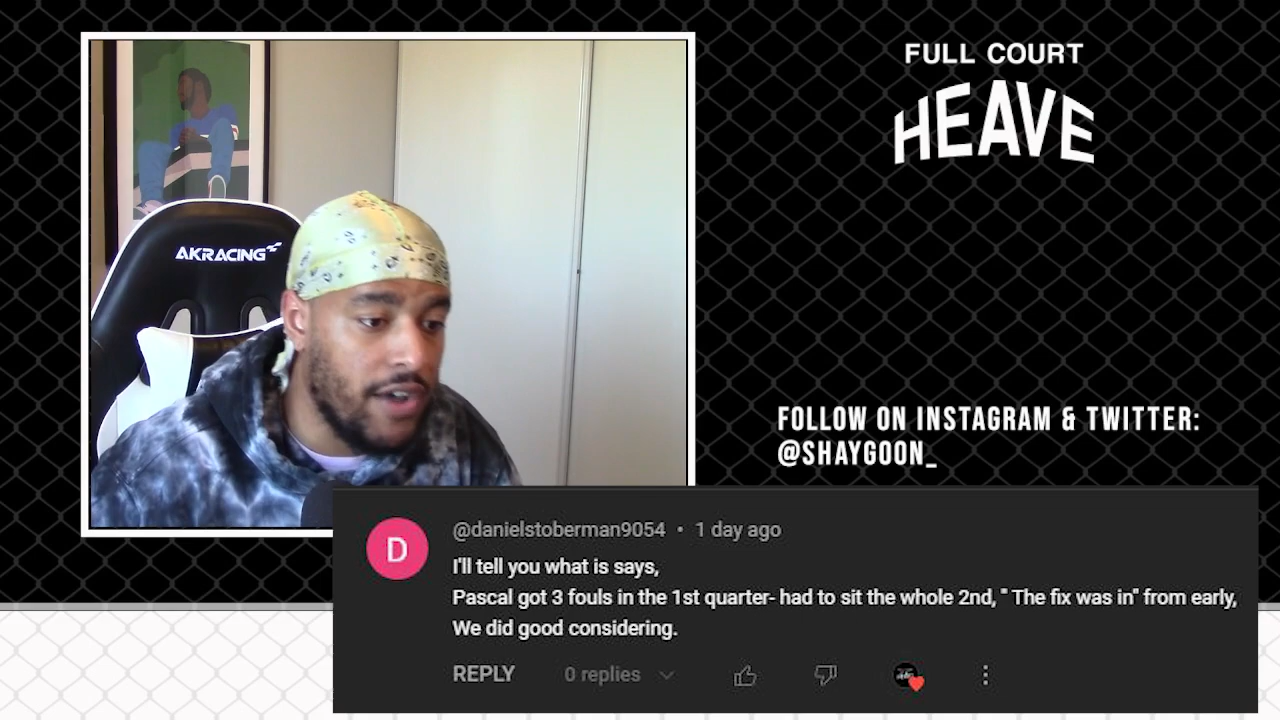 FULL COURT
HEAVE
AKRACING
FOLLOW ON INSTAGRAM & TWITTER:
@SHAYGOON_
D
@danielstoberman9054 • 1 day ago
I'll tell you what is says,
Pascal got 3 fouls in the 1st quarter- had to sit the whole 2nd, " The fix was in" from early,
We did good considering.
REPLY 0 replies